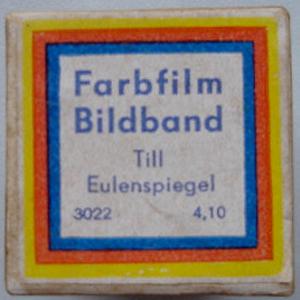 Farbfilm
Bildband
Till
Eulenspiegel
3022 4,10